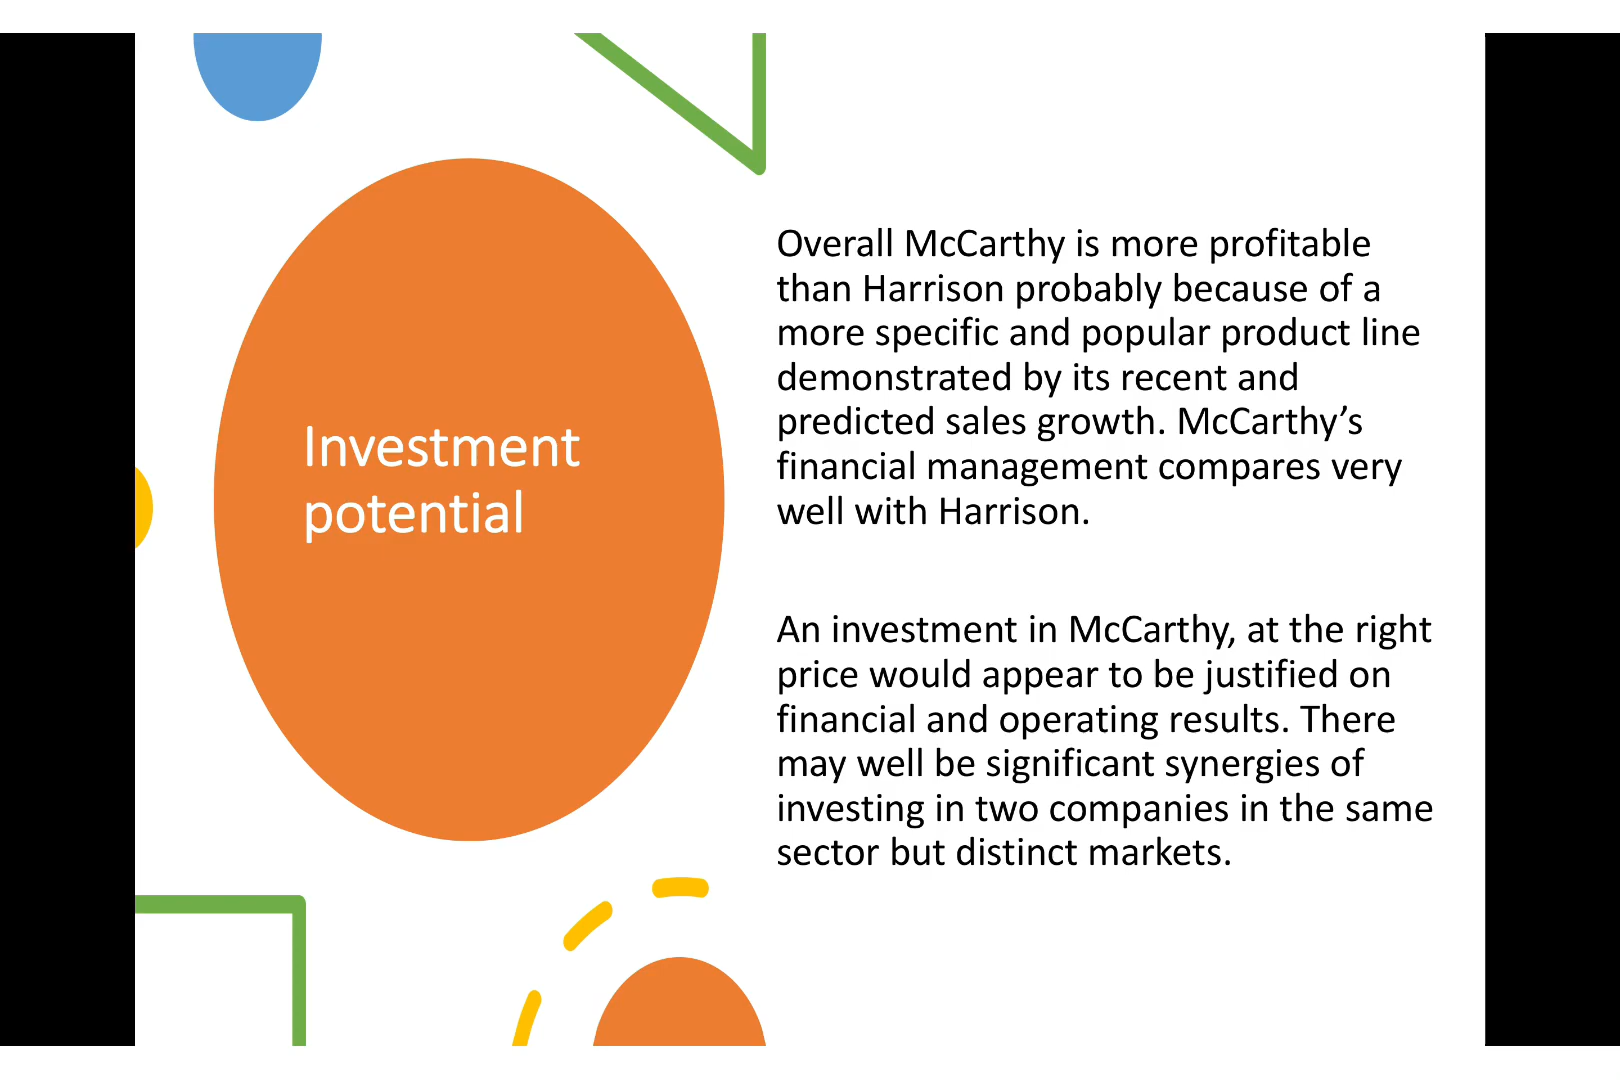 Investment
potential
Overall McCarthy is more profitable
than Harrison probably because of a
more specific and popular product line
demonstrated by its recent and
predicted sales growth. McCarthy’s
financial management compares very
well with Harrison.
An investment in McCarthy, at the right
price would appear to be justified on
financial and operating results. There
may well be significant synergies of
investing in two companies in the same
sector but distinct markets.